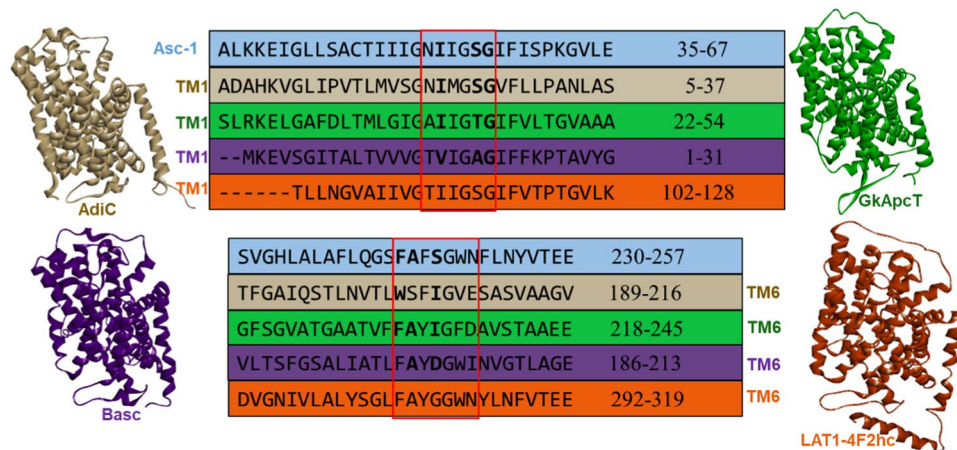 Asc-1 ALKKEIGLLSACTIIIGNIIGSGIFISPKGVLE 35-67
TM1 ADAHKVGLIPVTLMVSGNIMGSGVFLLPANLAS 5-37
TM1 SLRKELGAFDLTMLGIGAIIGTGIFVLTGVAAA 22-54
TM1 --MKEVSGITALTVVVGTVIGAGIFFKPTAVYG 1-31
TM1 ------TLLNGVAIIVGTIIGSGIFVTPTGVLK 102-128
AdiC
GkApcT
SVGHLALAFLQGSFAFSGWNFLNYVTEE 230-257
TFGAIQSTLNVTLWSFIGVESASVAAGV 189-216 TM6
GFSGVATGAATVFFAYIGFDAVSTAAEE 218-245 TM6
VLTSFGSALIATLFAYDGWINVGTLAGE 186-213 TM6
DVGNIVLALYSGLFAYGGWNYLNFVTEE 292-319 TM6
Basc
LAT1-4F2hc